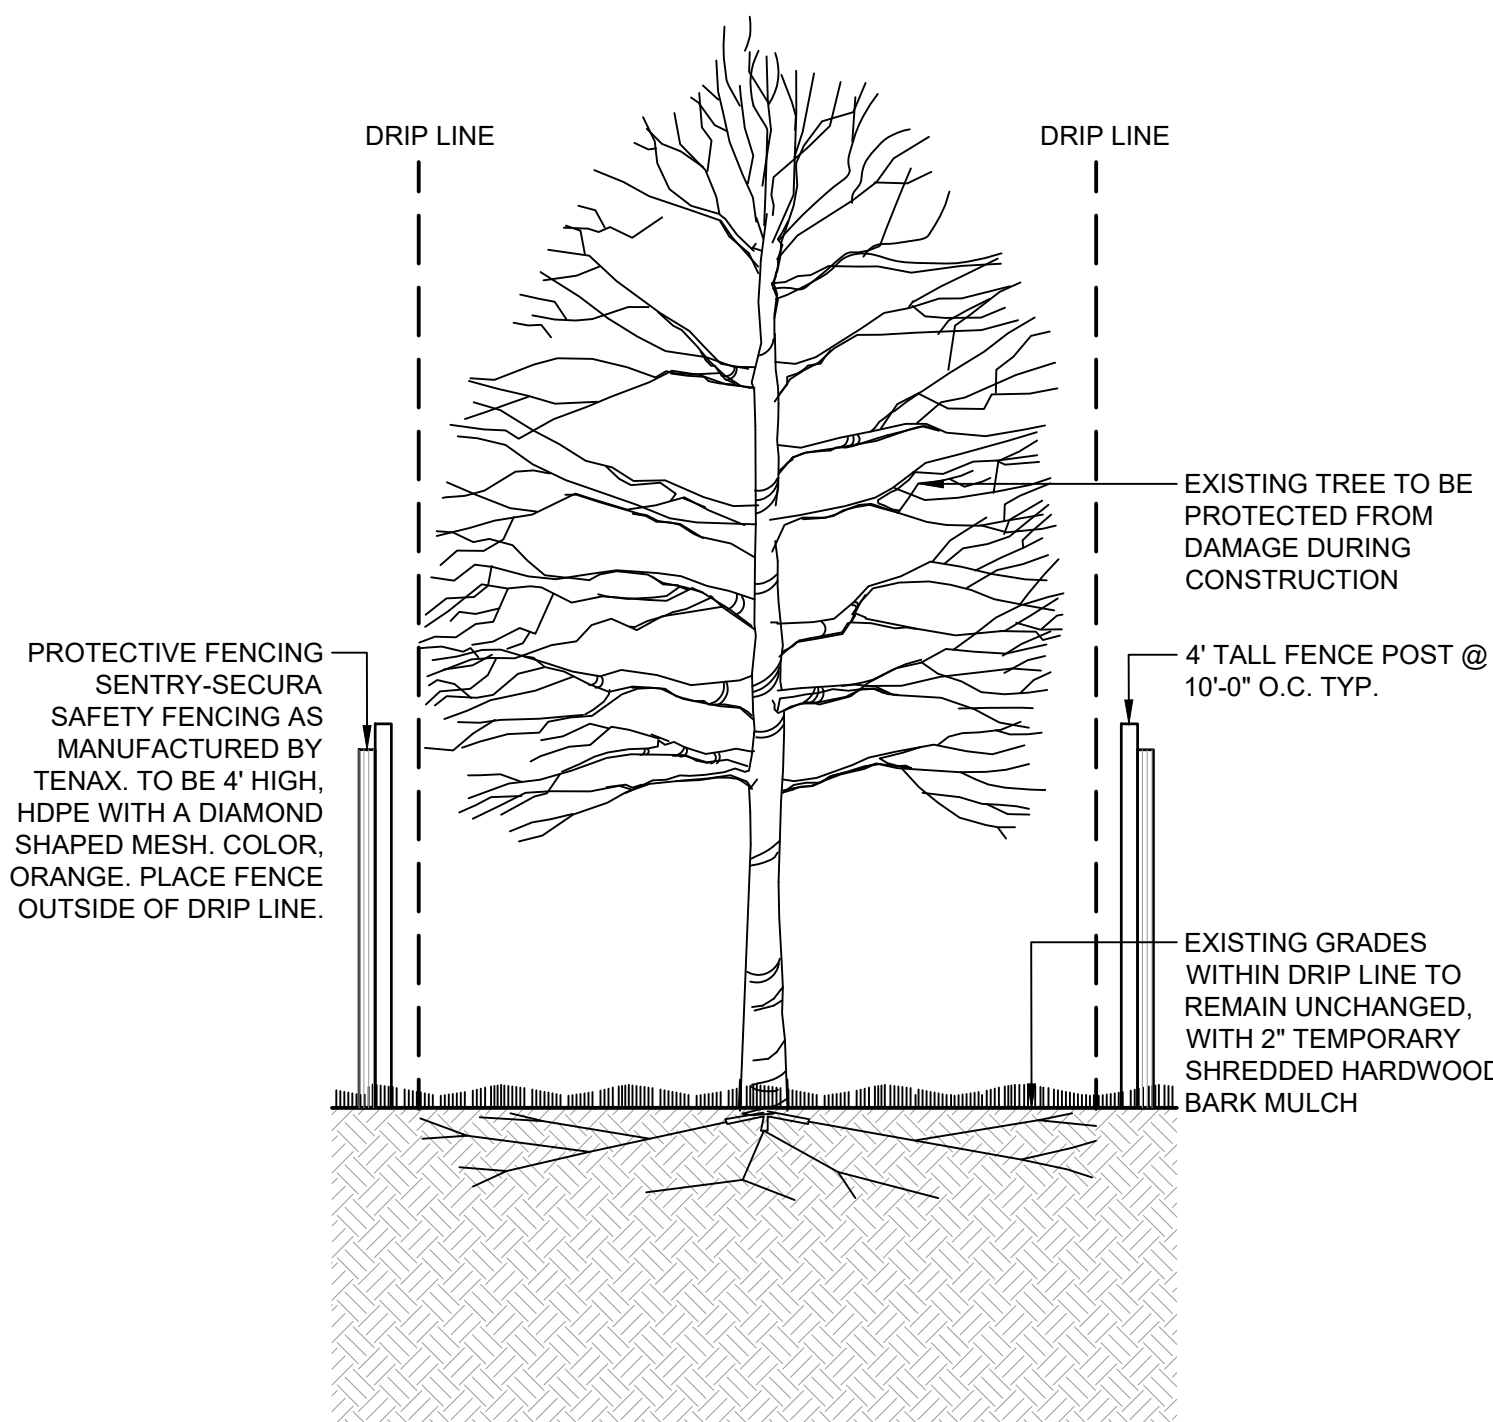 DRIP LINE
DRIP LINE
EXISTING TREE TO BE
PROTECTED FROM
DAMAGE DURING
CONSTRUCTION
PROTECTIVE FENCING
SENTRY-SECURA
SAFETY FENCING AS
MANUFACTURED BY
TENAX. TO BE 4' HIGH,
HDPE WITH A DIAMOND
SHAPED MESH. COLOR,
ORANGE. PLACE FENCE
OUTSIDE OF DRIP LINE.
4' TALL FENCE POST @
10'-0" O.C. TYP.
EXISTING GRADES
WITHIN DRIP LINE TO
REMAIN UNCHANGED,
WITH 2" TEMPORARY
SHREDDED HARDWOOD
BARK MULCH